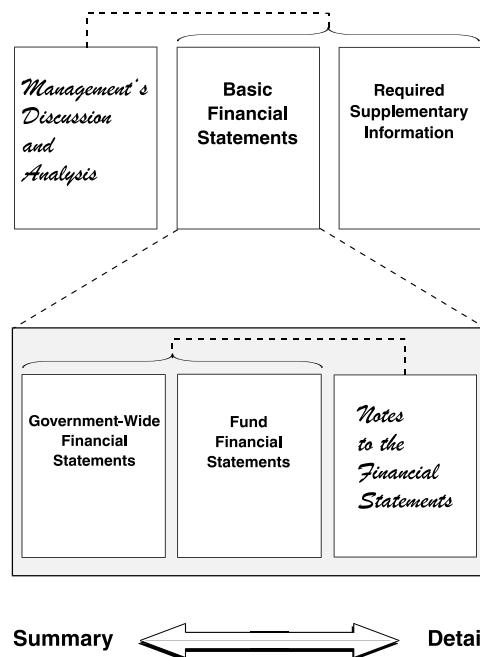 Management's
Discussion
and
Analysis
Basic
Financial
Statements
Required
Supplementary
Information
Government-Wide
Financial
Statements
Fund
Financial
Statements
Notes
to the
Financial
Statements
Summary
Detai